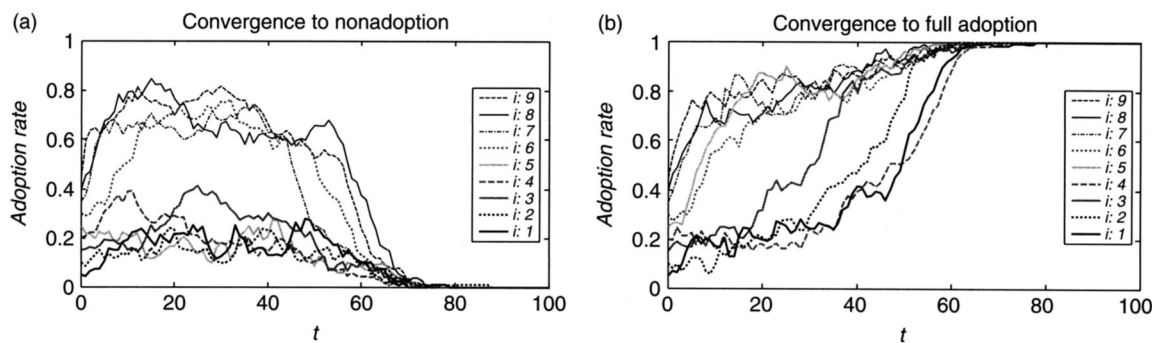 (a) Convergence to nonadoption
Adoption rate
1
0.8
0.6
0.4
0.2
0
0 20 40 60 80 100
t
i: 9
i: 8
i: 7
i: 6
i: 5
i: 4
i: 3
i: 2
i: 1
(b) Convergence to full adoption
Adoption rate
1
0.8
0.6
0.4
0.2
0
0 20 40 60 80 100
t
i: 9
i: 8
i: 7
i: 6
i: 5
i: 4
i: 3
i: 2
i: 1